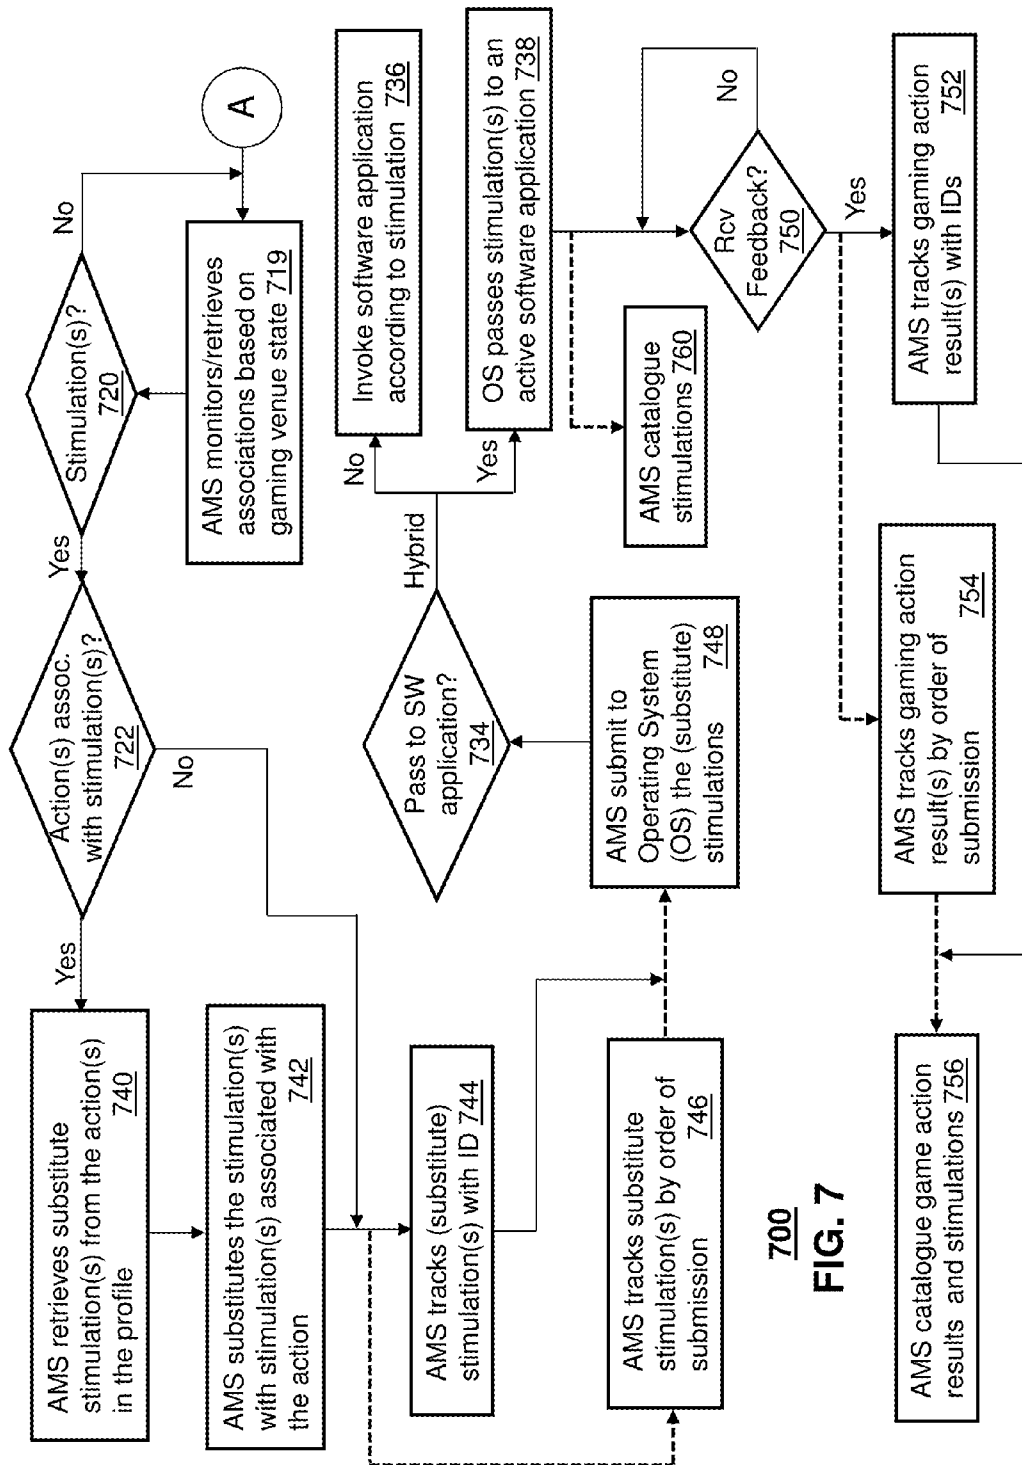 A
No
Stimulation(s)?
720
Yes
AMS monitors/retrieves
associations based on
gaming venue state 719
Action(s) assoc.
with stimulation(s)?
722
No
Yes
AMS retrieves substitute
stimulation(s) from the action(s)
in the profile
740
AMS substitutes the stimulation(s)
with stimulation(s) associated with
the action
742
AMS tracks (substitute)
stimulation(s) with ID 744
AMS tracks substitute
stimulation(s) by order of
submission
746
AMS submit to
Operating System
(OS) the (substitute)
stimulations 748
Pass to SW
application?
734
Hybrid
No
Yes
Invoke software application
according to stimulation 736
OS passes stimulation(s) to an
active software application 738
AMS catalogue
stimulations 760
Rcv
Feedback?
750
No
Yes
AMS tracks gaming action
result(s) with IDs
752
AMS tracks gaming action
result(s) by order of
submission
754
AMS catalogue game action
results and stimulations 756
700
FIG. 7